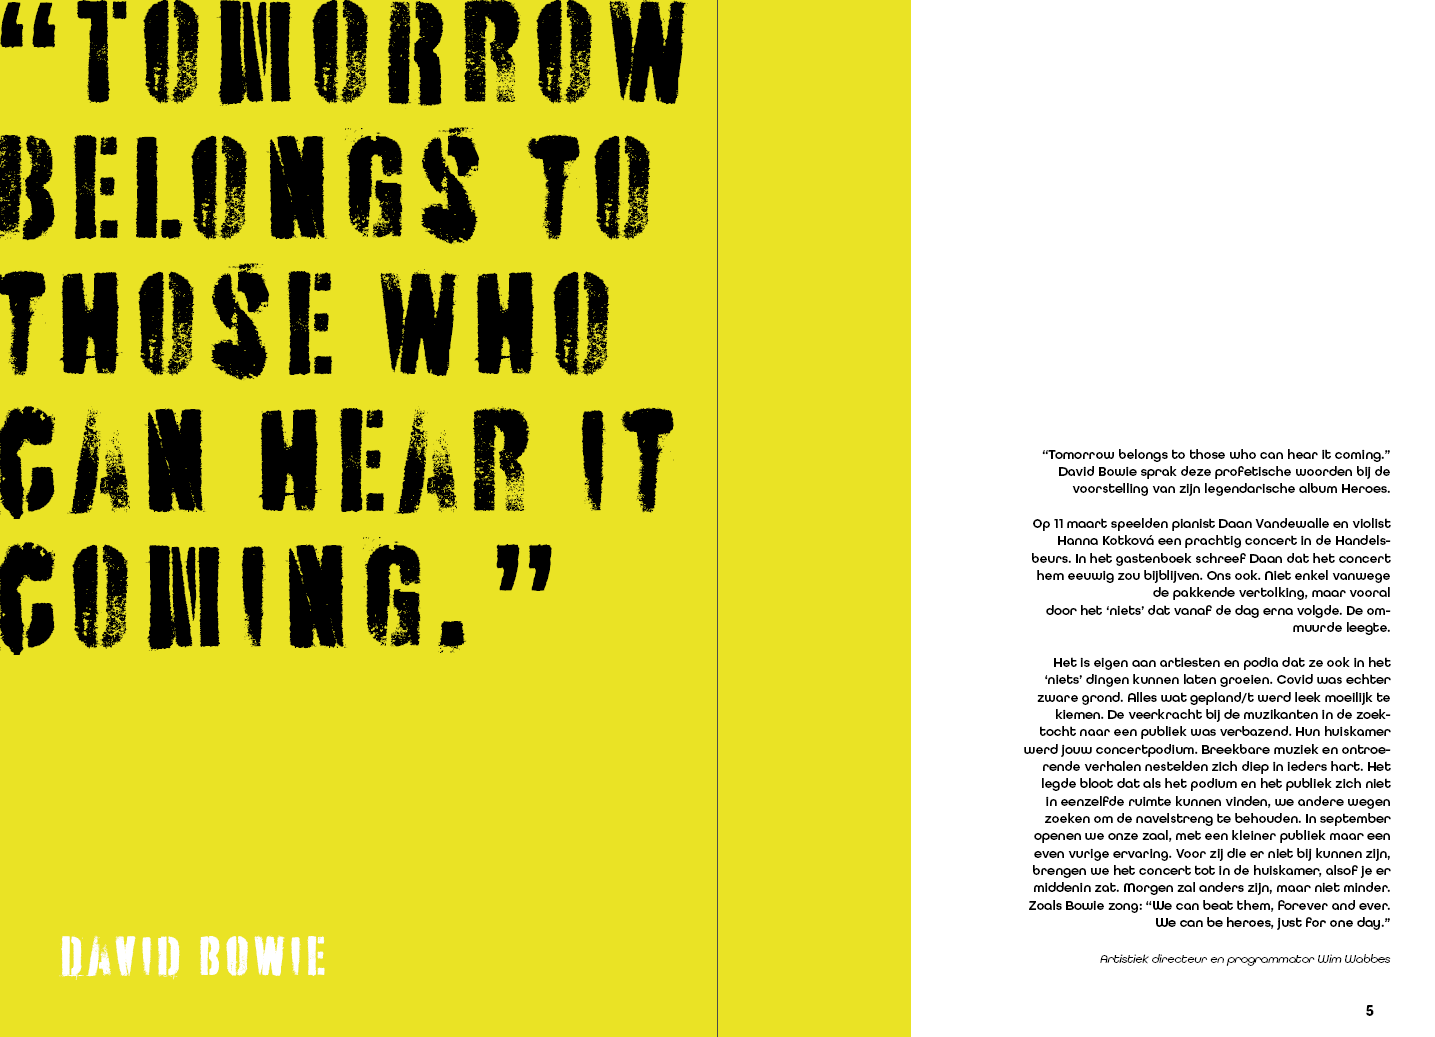 “TOMORROW
BELONGS TO
THOSE WHO
CAN HEAR IT
COMING.”
DAVID BOWIE
“Tomorrow belongs to those who can hear it coming.”
David Bowie sprak deze profetische woorden bij de
voorstelling van zijn legendarische album Heroes.
Op 11 maart speelden pianist Daan Vandewalle en violist
Hanna Kotková een prachtig concert in de Handels-
beurs. In het gastenboek schreef Daan dat het concert
hem eeuwig zou bijblijven. Ons ook. Niet enkel vanwege
de pakkende vertolking, maar vooral
door het ‘niets’ dat vanaf de dag erna volgde. De om-
muurde leegte.
Het is eigen aan artiesten en podia dat ze ook in het
‘niets’ dingen kunnen laten groeien. Covid was echter
zware grond. Alles wat gepland/t werd leek moeilijk te
kiemen. De veerkracht bij de muzikanten in de zoek-
tocht naar een publiek was verbazend. Hun huiskamer
werd jouw concertpodium. Breekbare muziek en ontroe-
rende verhalen nestelden zich diep in ieders hart. Het
legde bloot dat als het podium en het publiek zich niet
in eenzelfde ruimte kunnen vinden, we andere wegen
zoeken om de navelstreng te behouden. In september
openen we onze zaal, met een kleiner publiek maar een
even vurige ervaring. Voor zij die er niet bij kunnen zijn,
brengen we het concert tot in de huiskamer, alsof je er
middenin zat. Morgen zal anders zijn, maar niet minder.
Zoals Bowie zong: “We can beat them, forever and ever.
We can be heroes, just for one day.”
Artistiek directeur en programmator Wim Wabbes
5